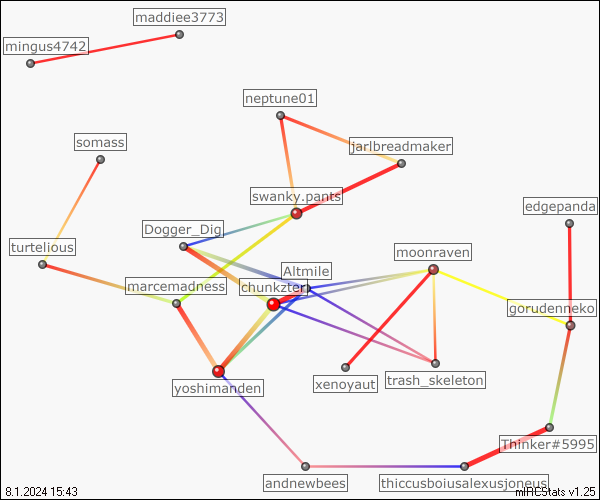 maddiee3773
mingus4742
neptune01
somass
jarlbreadmaker
swanky.pants
edgepanda
Dogger_Dig
turtelious
moonraven
Altmile
marcemadness
chunkzter
gorudenneko
yoshimanden
xenoyaut
trash_skeleton
Thinker#5995
andnewbees
thiccusboiusalexusjoneus
8.1.2024 15:43
mIRCStats v1.25